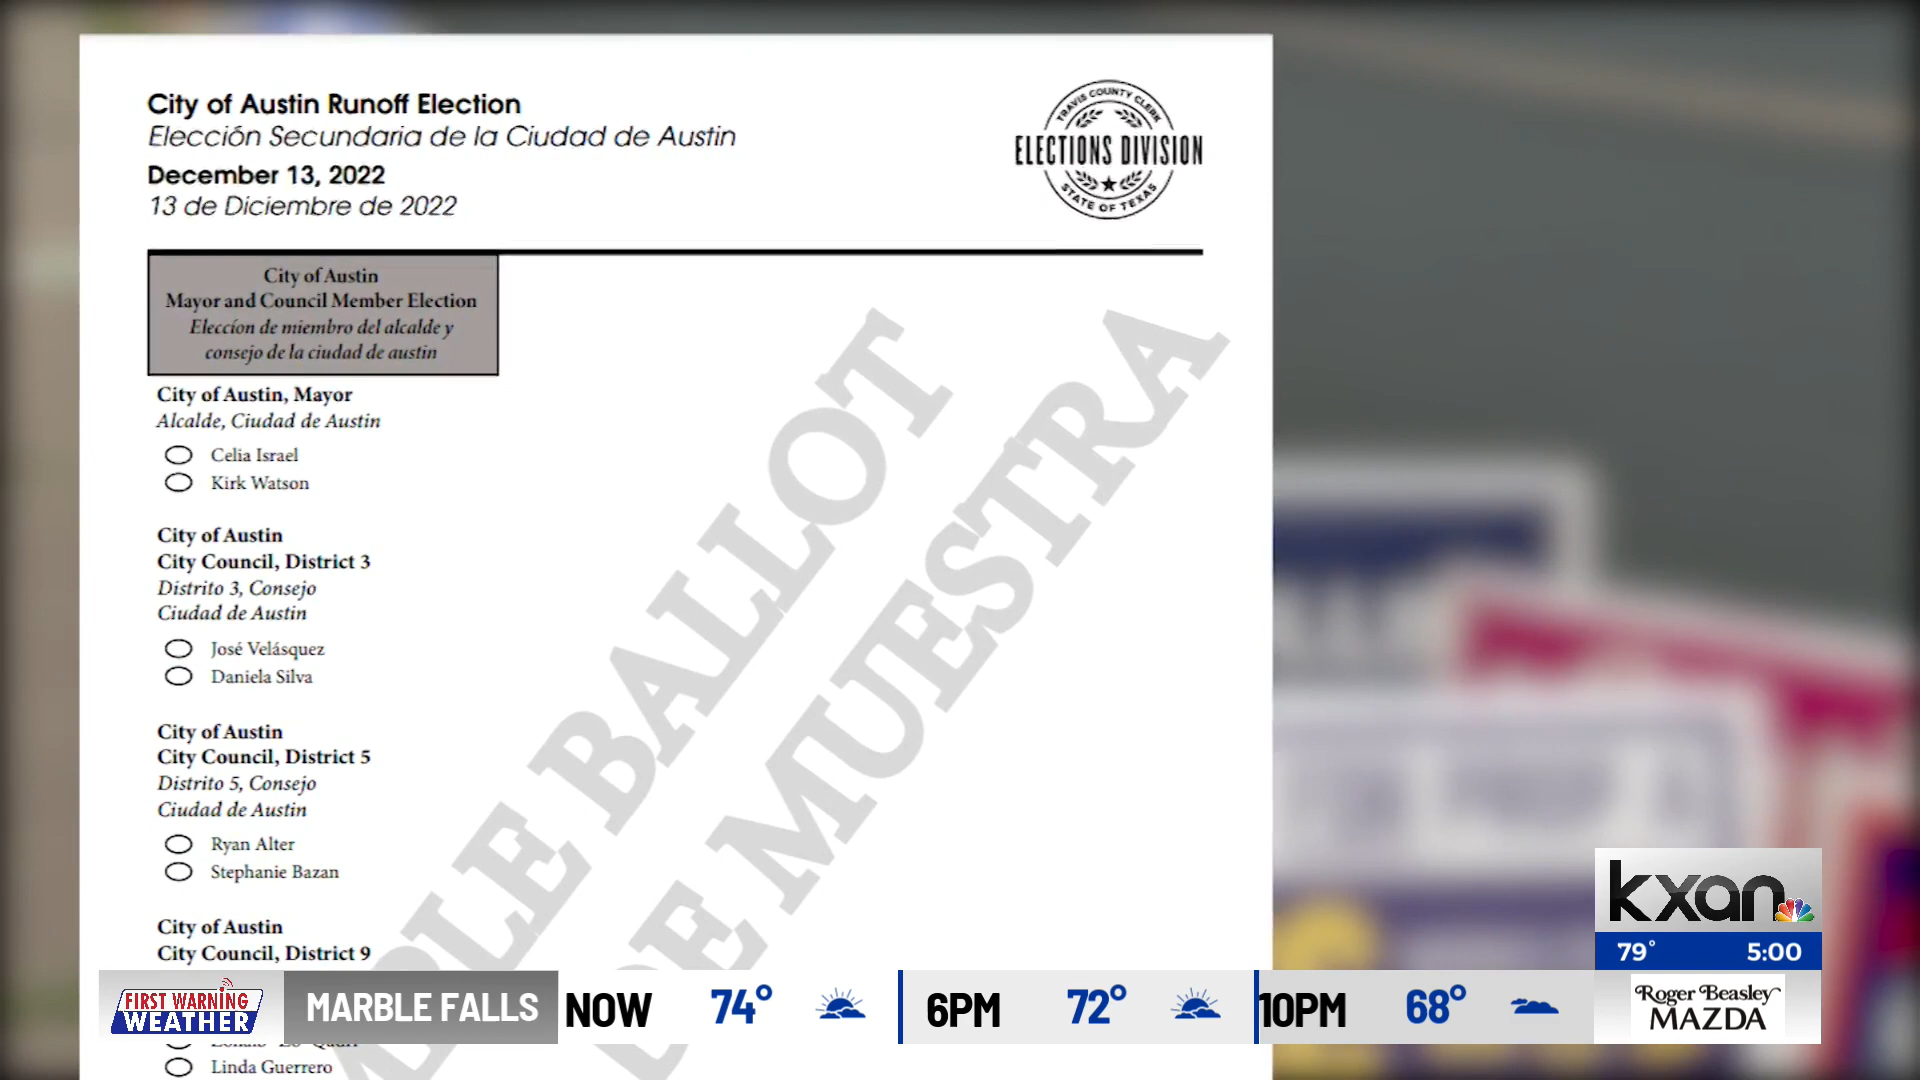 City of Austin Runoff Election
Elección Secundaria de la Ciudad de Austin
December 13, 2022
13 de Diciembre de 2022
TRAVIS COUNTY CLERK
ELECTIONS DIVISION
STATE OF TEXAS
City of Austin
Mayor and Council Member Election
Eleccíon de miembro del alcalde y
consejo de la ciudad de austin
City of Austin, Mayor
Alcalde, Ciudad de Austin
Celia Israel
Kirk Watson
City of Austin
City Council, District 3
Distrito 3, Consejo
Ciudad de Austin
José Velásquez
Daniela Silva
City of Austin
City Council, District 5
Distrito 5, Consejo
Ciudad de Austin
Ryan Alter
Stephanie Bazan
City of Austin
City Council, District 9
Linda Guerrero
MPLE BALLOT
DE MUESTRA
kxan
79° 5:00
Roger Beasley
MAZDA
FIRST WARNING
WEATHER
MARBLE FALLS
NOW 74°
6PM 72°
10PM 68°